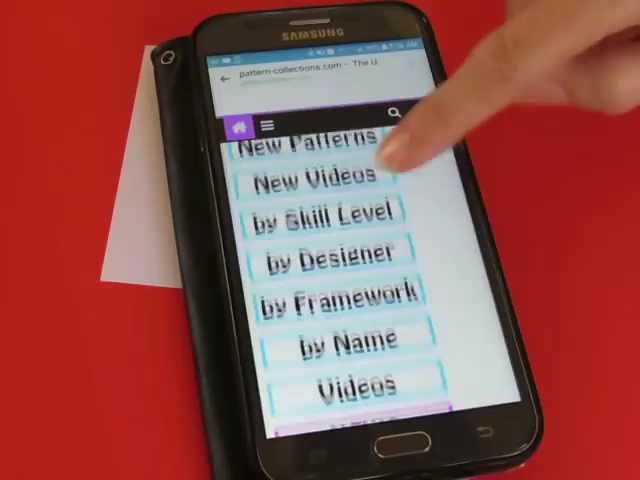 SAMSUNG
pattern-collections.com – The U
New Patterns
New Videos
by Skill Level
by Designer
by Framework
by Name
Videos